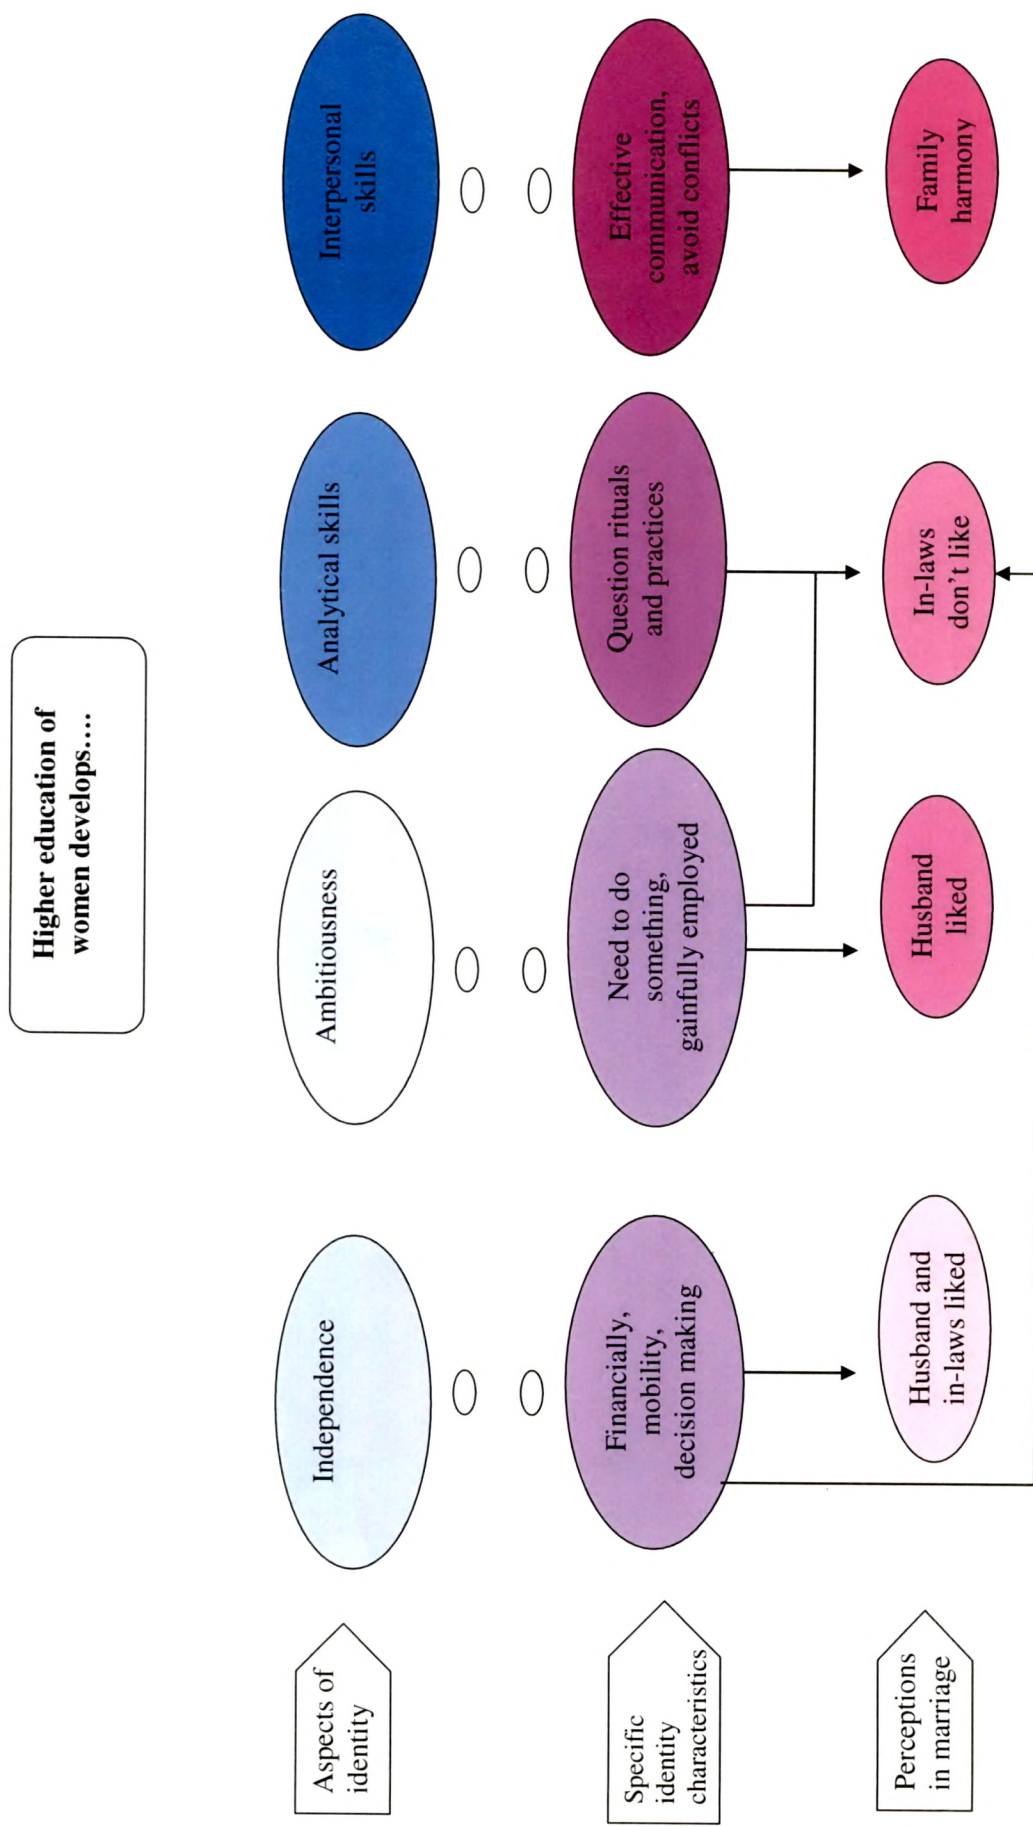 Higher education of
women develops....
Aspects of
identity
Independence
Ambitiousness
Analytical skills
Interpersonal
skills
Specific
identity
characteristics
Financially,
mobility,
decision making
Need to do
something,
gainfully employed
Question rituals
and practices
Effective
communication,
avoid conflicts
Perceptions
in marriage
Husband and
in-laws liked
Husband
liked
In-laws
don't like
Family
harmony